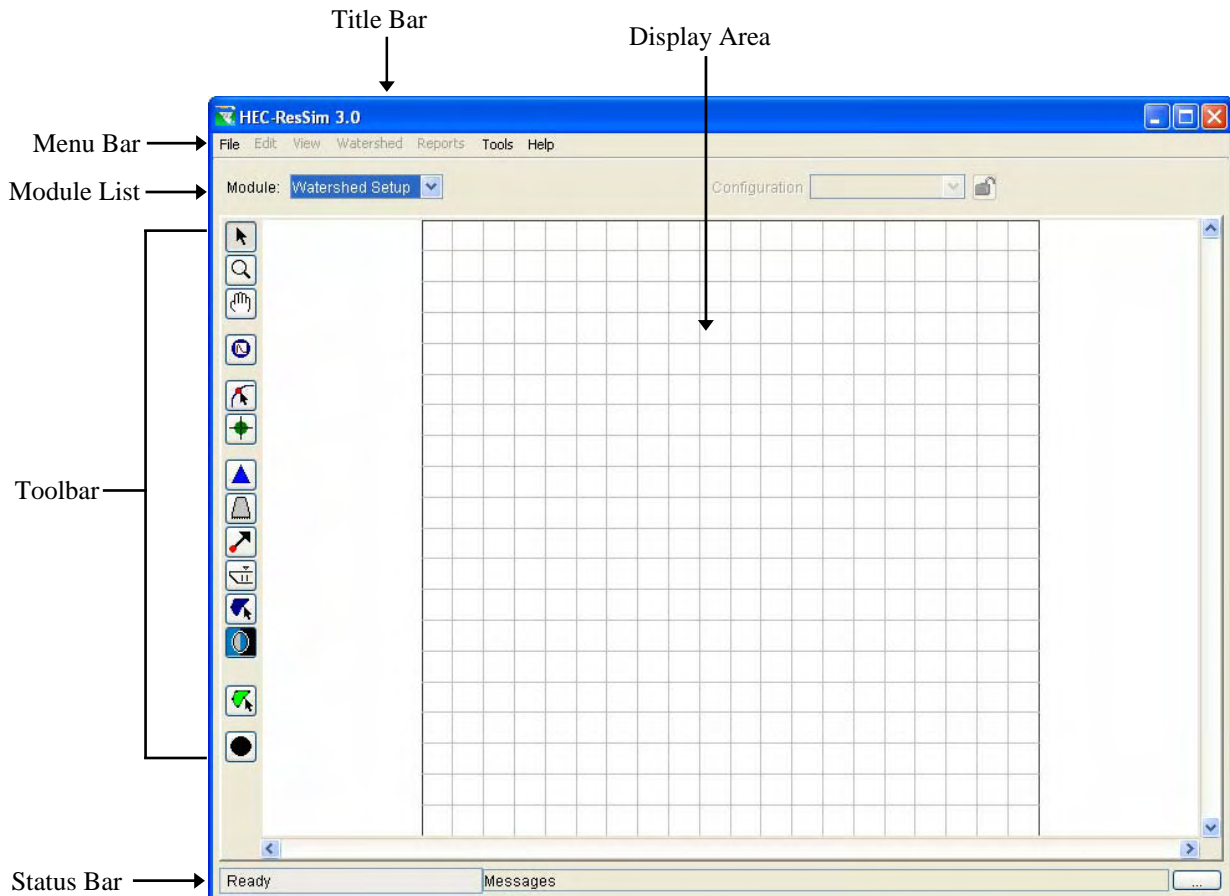 Title Bar
Display Area
HEC-ResSim 3.0
Menu Bar
File Edit View Watershed Reports Tools Help
Module List
Module: Watershed Setup
Configuration
Toolbar
Status Bar
Ready
Messages
...